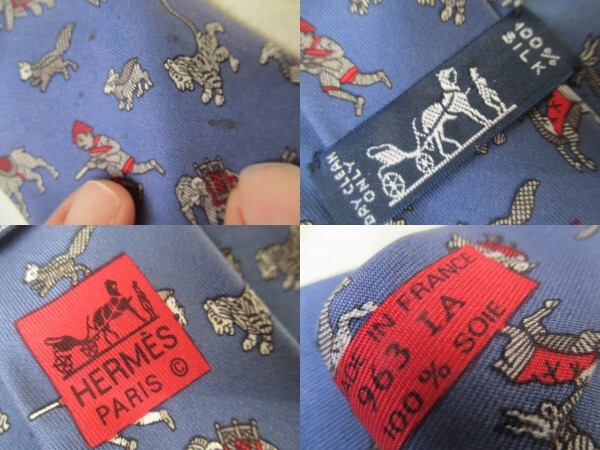 100%
SILK
DRY CLEAN
ONLY
HERMÈS
PARIS ©
MADE IN FRANCE
963 IA
100% SOIE